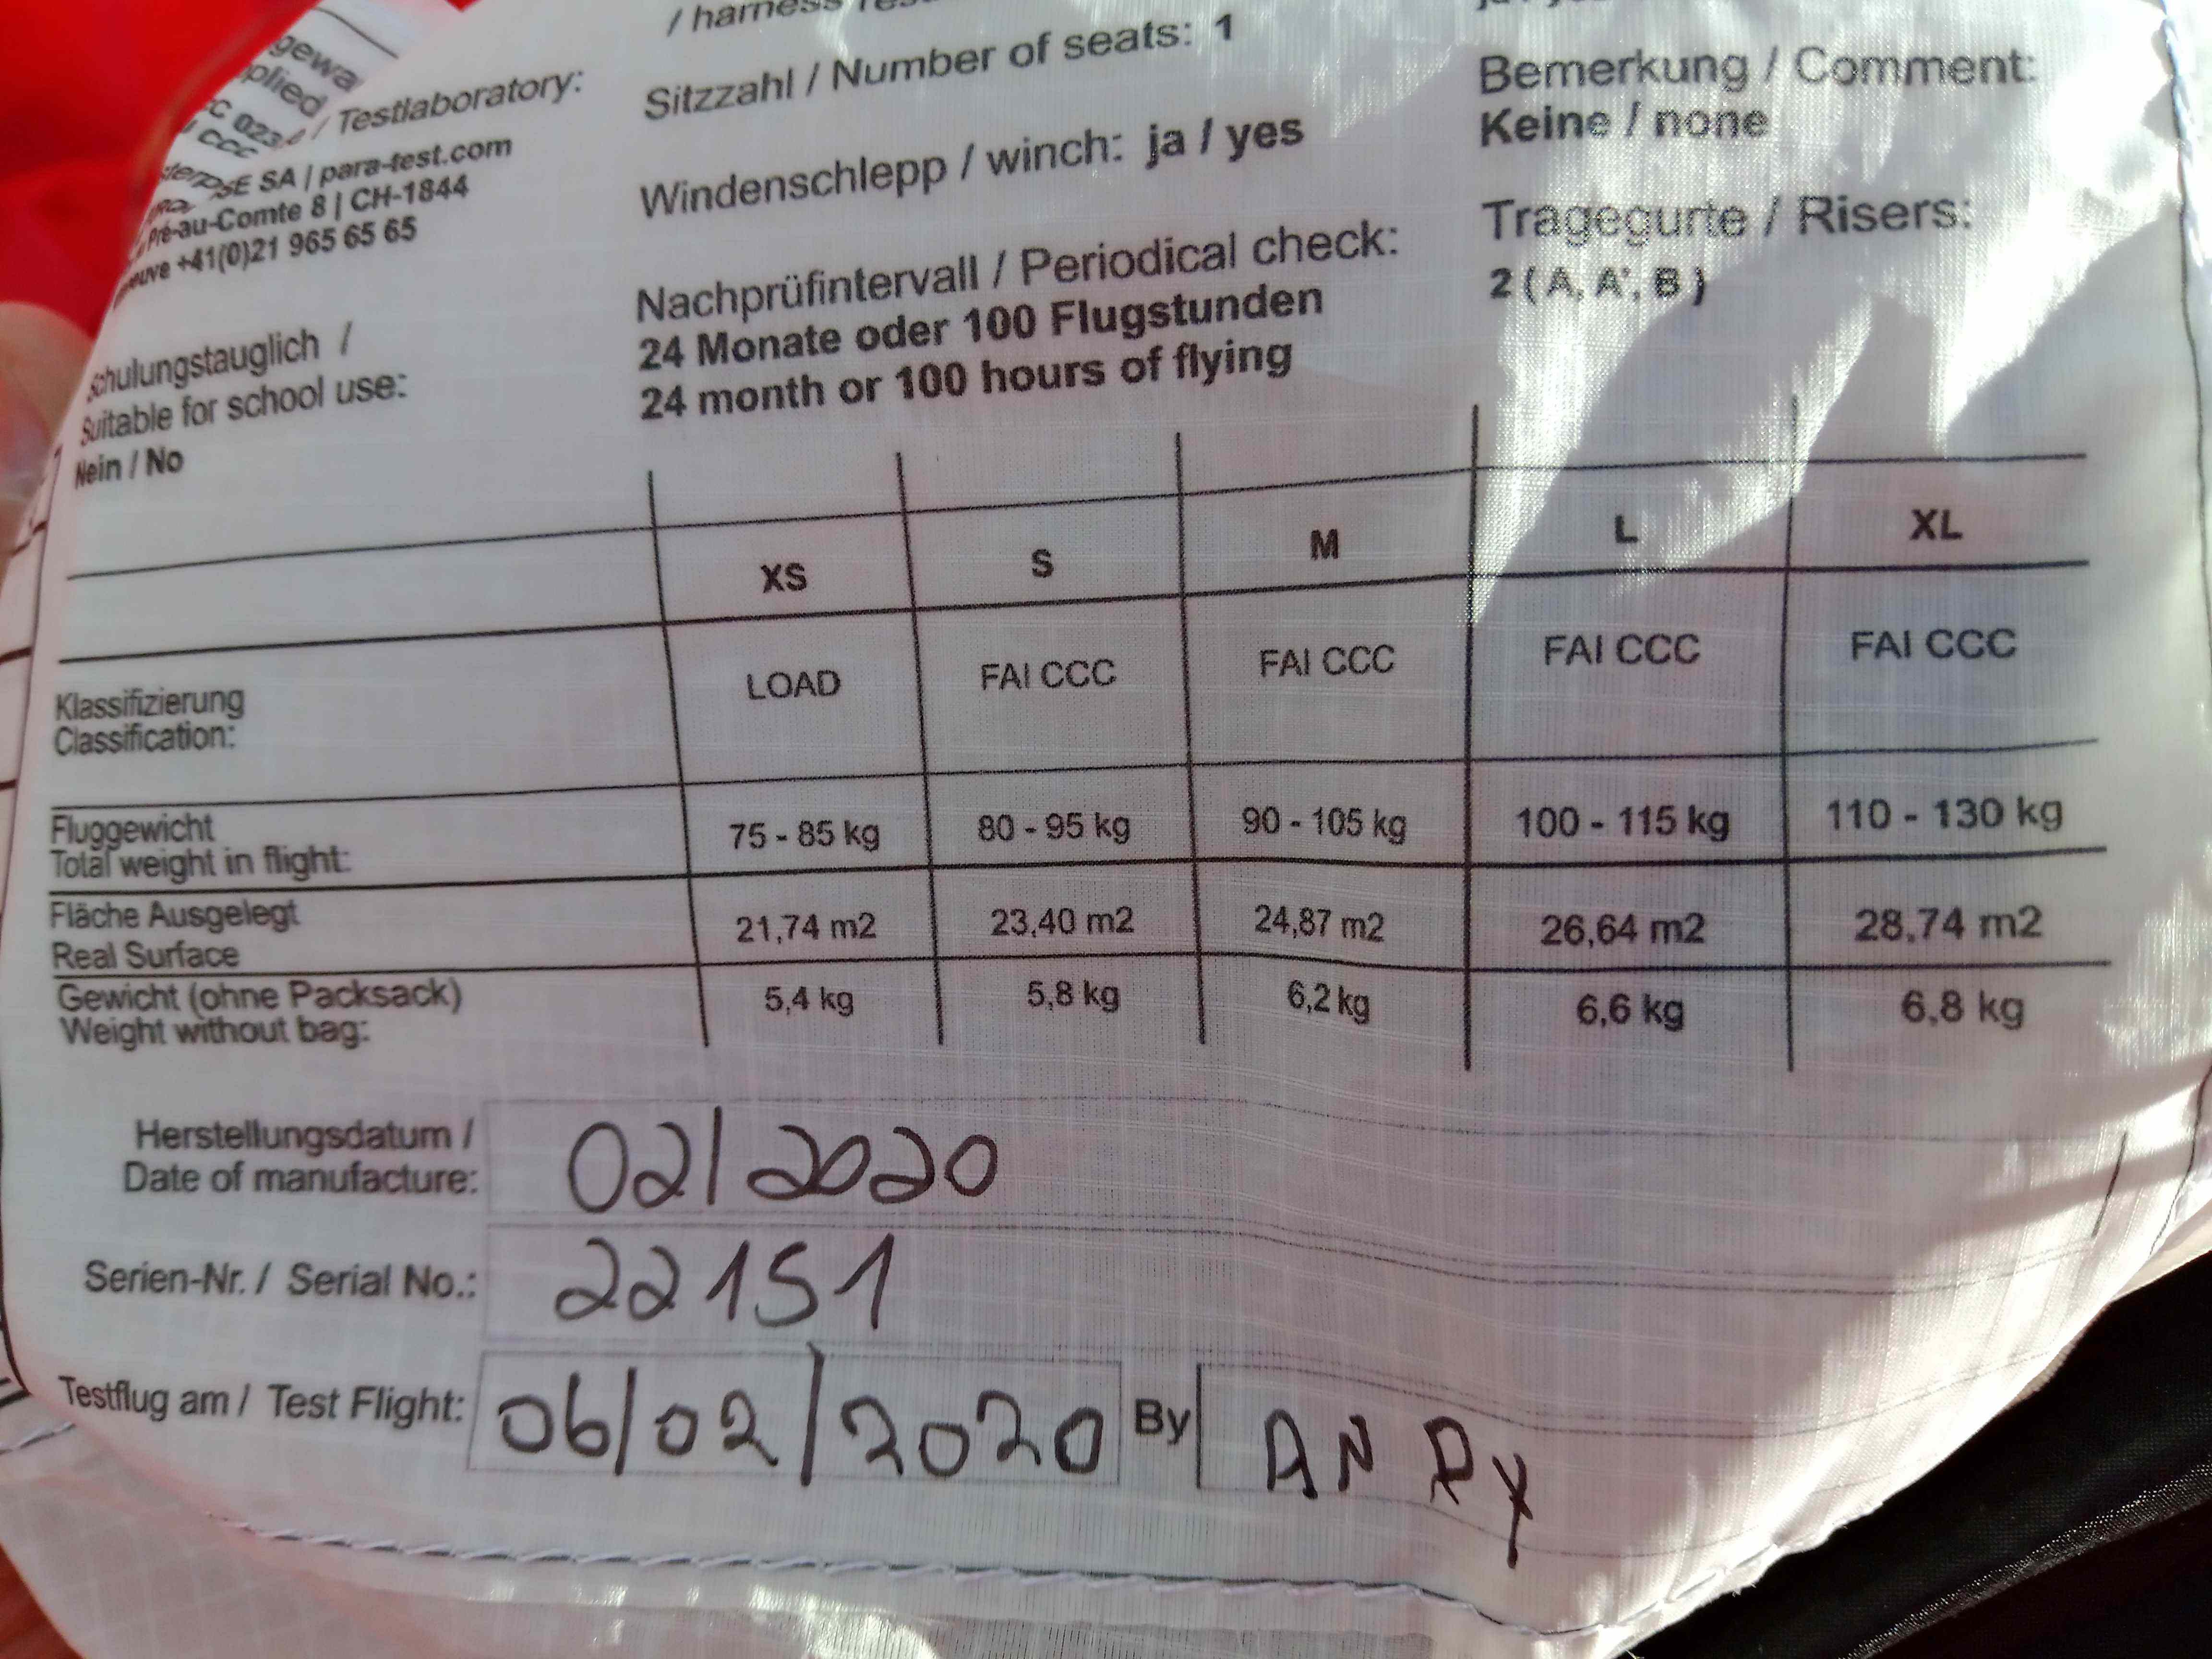 / harness
Sitzzahl / Number of seats: 1
Windenschlepp / winch: ja / yes
Nachprüfintervall / Periodical check:
24 Monate oder 100 Flugstunden
24 month or 100 hours of flying
Bemerkung / Comment:
Keine / none
Tragegurte / Risers:
2 ( A, A', B )
/ Testlaboratory:
SA | para-test.com
Pré-au-Comte 8 | CH-1844
+41(0)21 965 65 65
Schulungstauglich /
Suitable for school use:
Nein / No
XS S M L XL
Klassifizierung
Classification: LOAD FAI CCC FAI CCC FAI CCC FAI CCC
Fluggewicht
Total weight in flight: 75 - 85 kg 80 - 95 kg 90 - 105 kg 100 - 115 kg 110 - 130 kg
Fläche Ausgelegt
Real Surface 21,74 m2 23,40 m2 24,87 m2 26,64 m2 28,74 m2
Gewicht (ohne Packsack)
Weight without bag: 5,4 kg 5,8 kg 6,2 kg 6,6 kg 6,8 kg
Herstellungsdatum /
Date of manufacture: 02/2020
Serien-Nr. / Serial No.: 22151
Testflug am / Test Flight: 06/02/2020 By ANDY